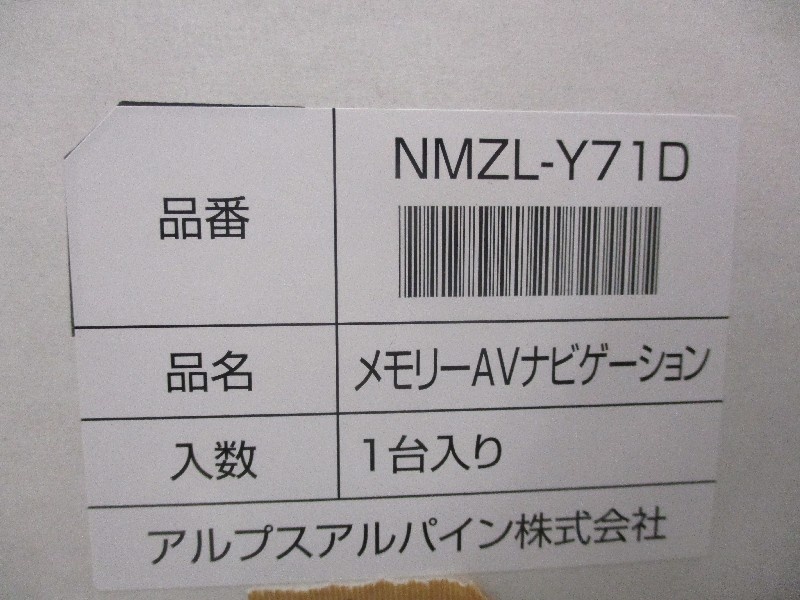 品番
NMZL-Y71D
品名
メモリーAVナビゲーション
入数
1台入り
アルプスアルパイン株式会社